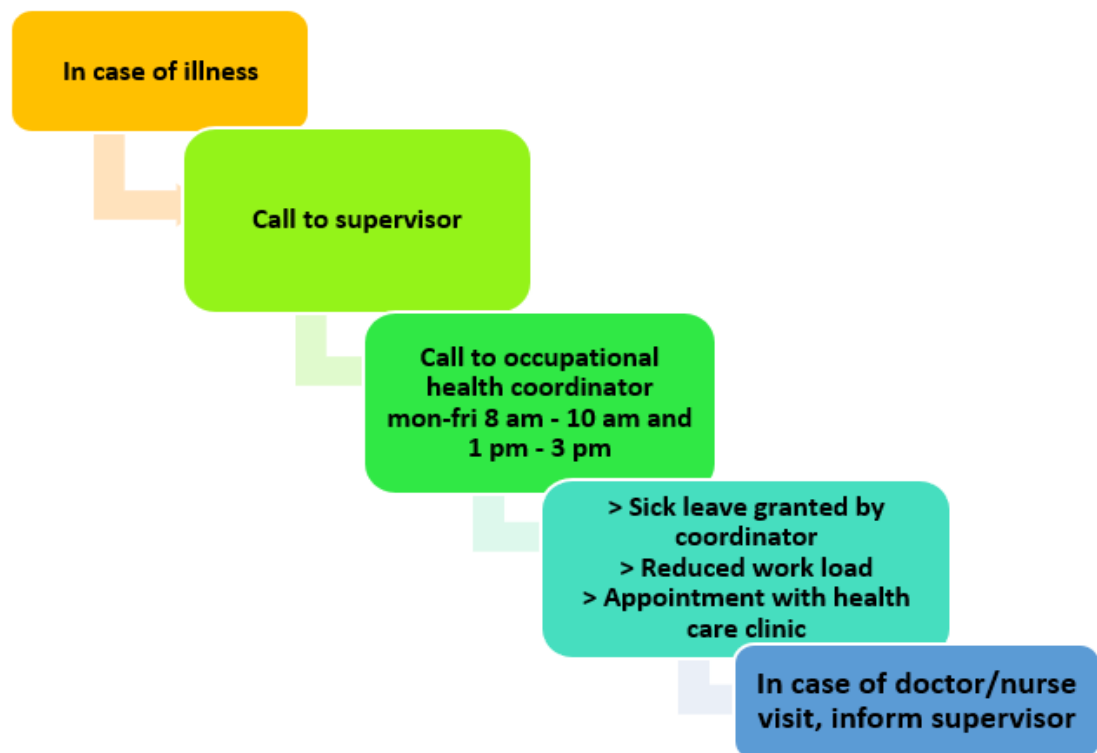 In case of illness
Call to supervisor
Call to occupational
health coordinator
mon-fri 8 am - 10 am and
1 pm - 3 pm
> Sick leave granted by
coordinator
> Reduced work load
> Appointment with health
care clinic
In case of doctor/nurse
visit, inform supervisor